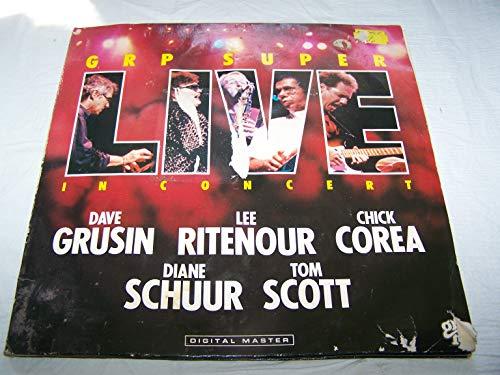 GRP SUPER
LIVE
IN CONCERT
DAVE LEE CHICK
GRUSIN RITENOUR COREA
DIANE TOM
SCHUUR SCOTT
DIGITAL MASTER